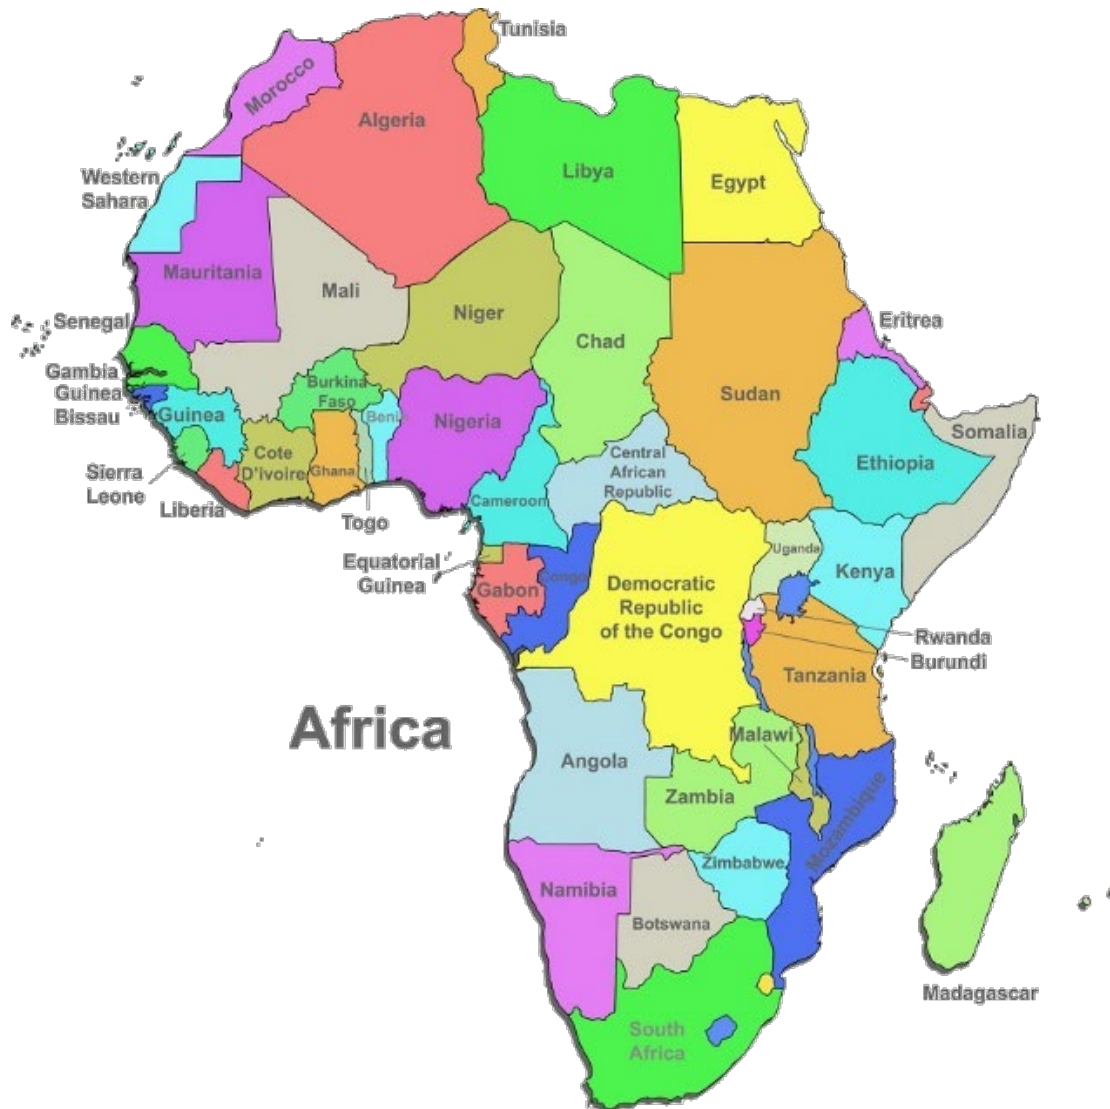 Tunisia
Morocco
Algeria
Libya
Egypt
Western
Sahara
Mauritania
Mali
Niger
Chad
Sudan
Eritrea
Senegal
Gambia
Guinea
Bissau
Guinea
Burkina
Faso
Benin
Nigeria
Sierra
Leone
Liberia
Cote
D'ivoire
Ghana
Togo
Cameroon
Central
African
Republic
Ethiopia
Somalia
Equatorial
Guinea
Gabon
Congo
Democratic
Republic
of the Congo
Uganda
Kenya
Rwanda
Burundi
Tanzania
Africa
Angola
Malawi
Zambia
Mozambique
Zimbabwe
Namibia
Botswana
Madagascar
South
Africa